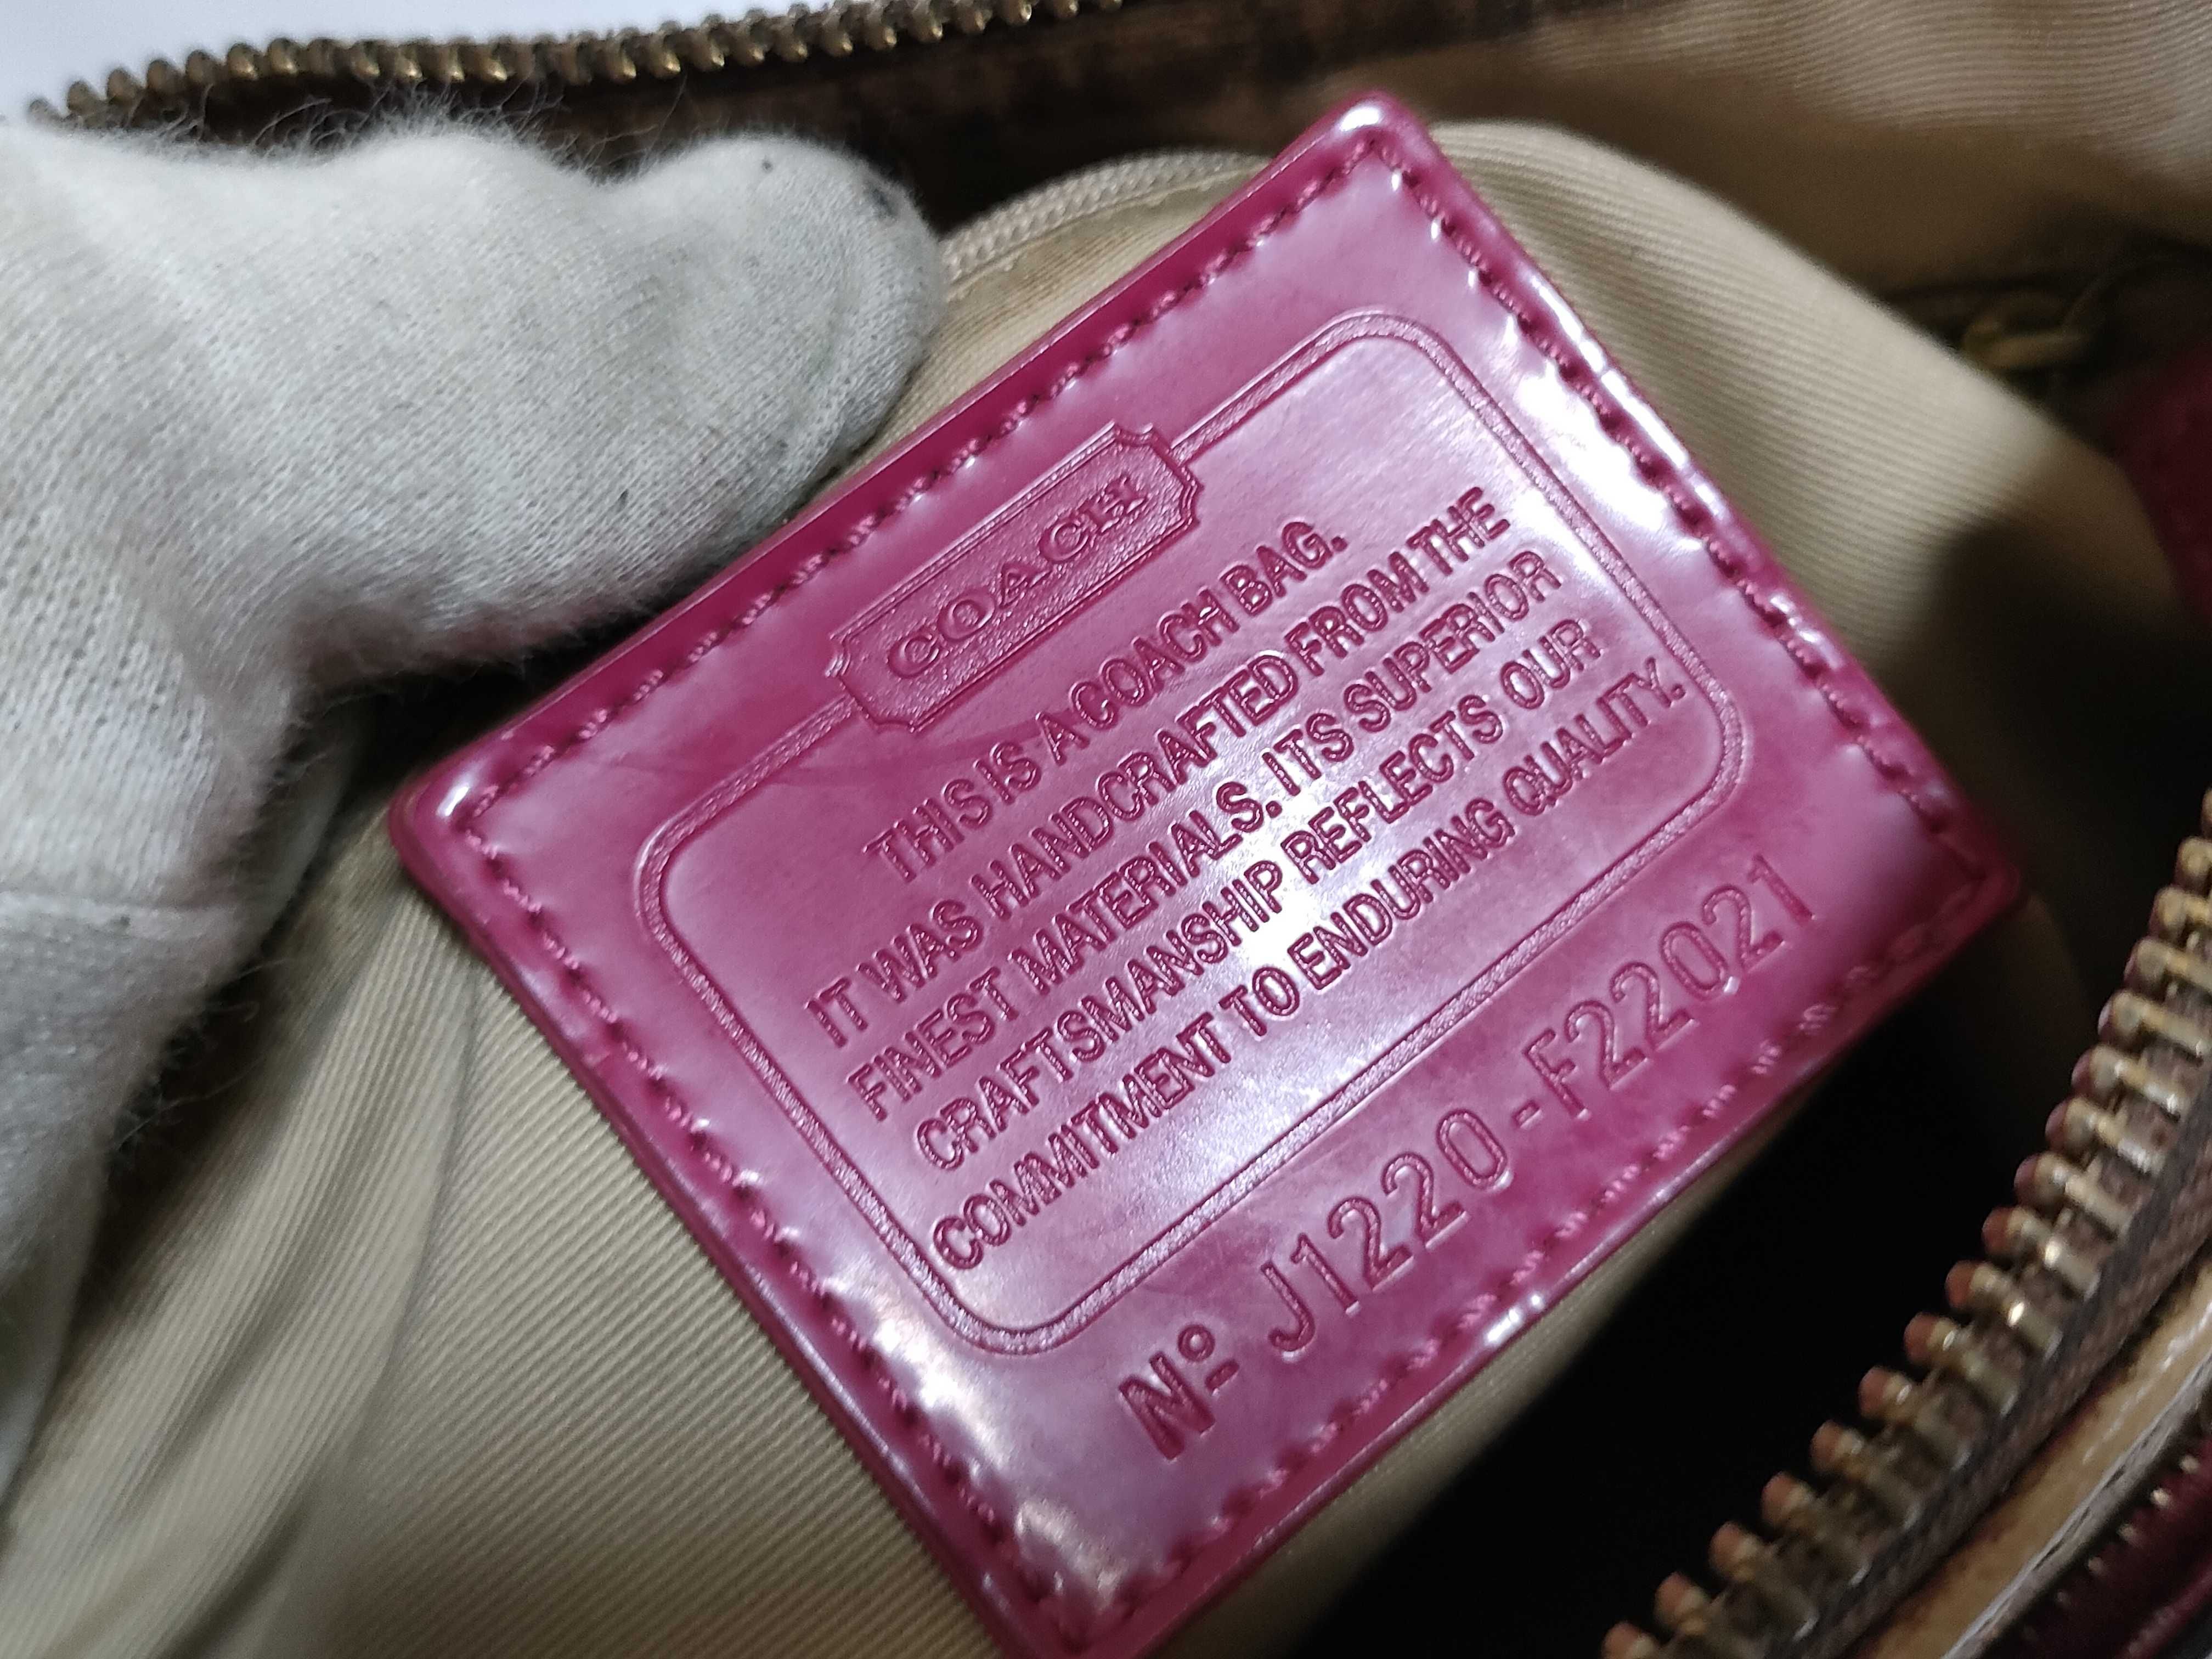 COACH
THIS IS A COACH BAG.
IT WAS HANDCRAFTED FROM THE
FINEST MATERIALS. ITS SUPERIOR
CRAFTSMANSHIP REFLECTS OUR
COMMITMENT TO ENDURING QUALITY.
Nº J1220-F22021